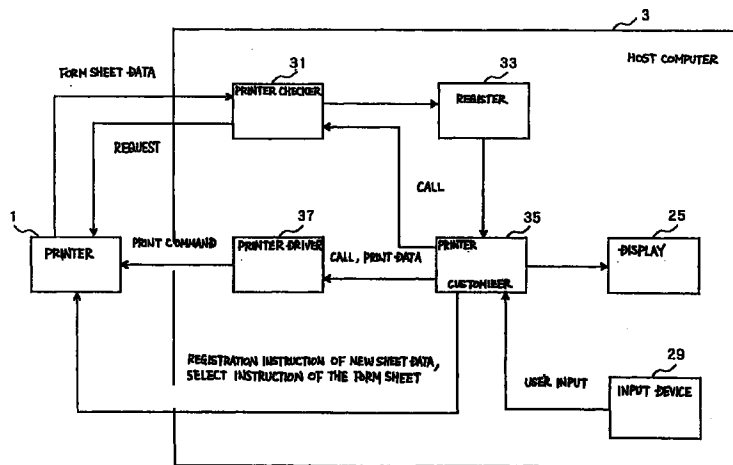 3
HOST COMPUTER
FORM SHEET DATA
31
PRINTER CHECKER
33
REGISTER
REQUEST
CALL
1
PRINTER
PRINT COMMAND
37
PRINTER DRIVER
CALL, PRINT DATA
35
PRINTER
CUSTOMIZER
25
DISPLAY
REGISTRATION INSTRUCTION OF NEW SHEET DATA,
SELECT INSTRUCTION OF THE FORM SHEET
USER INPUT
29
INPUT DEVICE